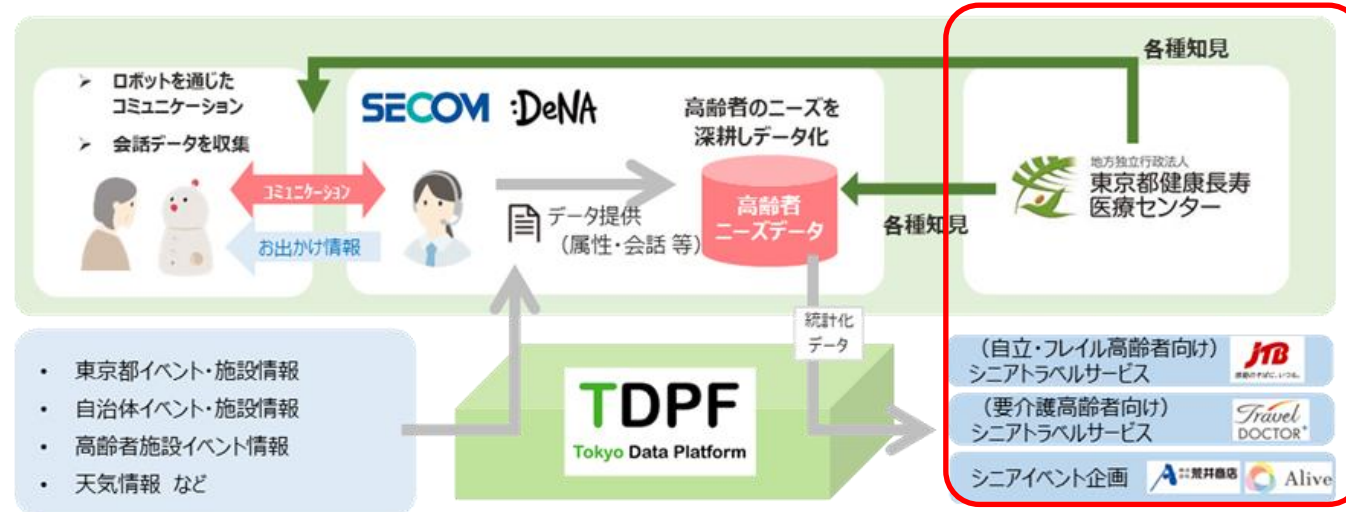 各種知見
➢ ロボットを通じた
コミュニケーション
➢ 会話データを収集
SECOM :DeNA
高齢者のニーズを
深耕しデータ化
コミュニケーション
お出かけ情報
データ提供
（属性・会話 等）
高齢者
ニーズデータ
各種知見
地方独立行政法人
東京都健康長寿
医療センター
統計化
データ
• 東京都イベント・施設情報
• 自治体イベント・施設情報
• 高齢者施設イベント情報
• 天気情報 など
TDPF
Tokyo Data Platform
（自立・フレイル高齢者向け）
シニアトラベルサービス
JTB
感動のそばに、いつも。
（要介護高齢者向け）
シニアトラベルサービス
Travel
DOCTOR+
シニアイベント企画
荒井商店
Alive